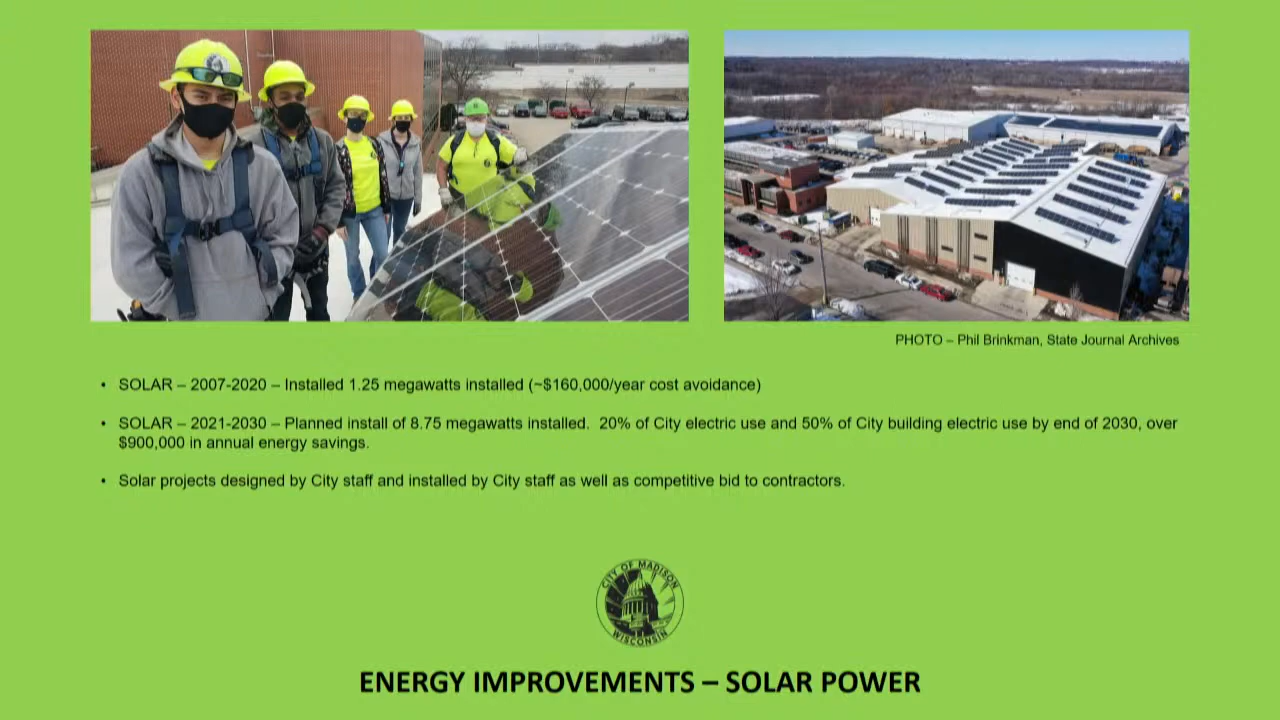 PHOTO – Phil Brinkman, State Journal Archives
• SOLAR – 2007-2020 – Installed 1.25 megawatts installed (~$160,000/year cost avoidance)
• SOLAR – 2021-2030 – Planned install of 8.75 megawatts installed.  20% of City electric use and 50% of City building electric use by end of 2030, over
$900,000 in annual energy savings.
• Solar projects designed by City staff and installed by City staff as well as competitive bid to contractors.
CITY OF MADISON
WISCONSIN
ENERGY IMPROVEMENTS – SOLAR POWER